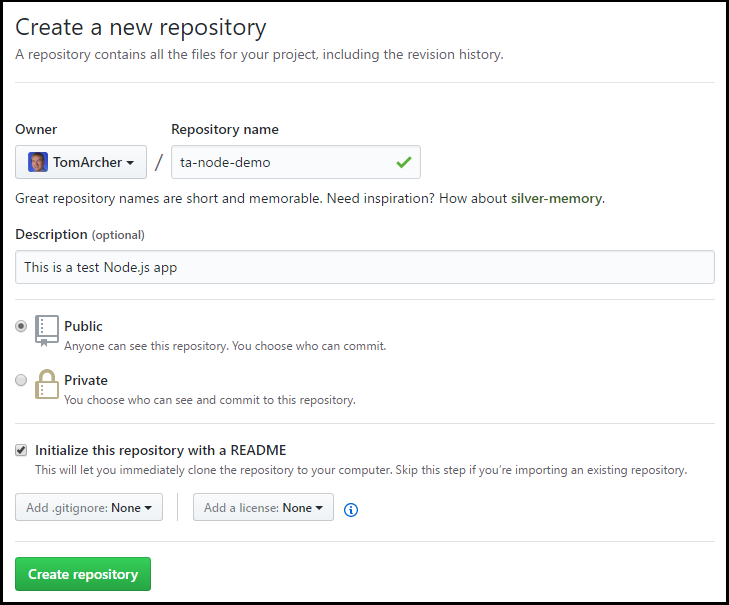 Create a new repository
A repository contains all the files for your project, including the revision history.
Owner
Repository name
TomArcher / ta-node-demo
Great repository names are short and memorable. Need inspiration? How about silver-memory.
Description (optional)
This is a test Node.js app
Public
Anyone can see this repository. You choose who can commit.
Private
You choose who can see and commit to this repository.
Initialize this repository with a README
This will let you immediately clone the repository to your computer. Skip this step if you’re importing an existing repository.
Add .gitignore: None
Add a license: None
Create repository